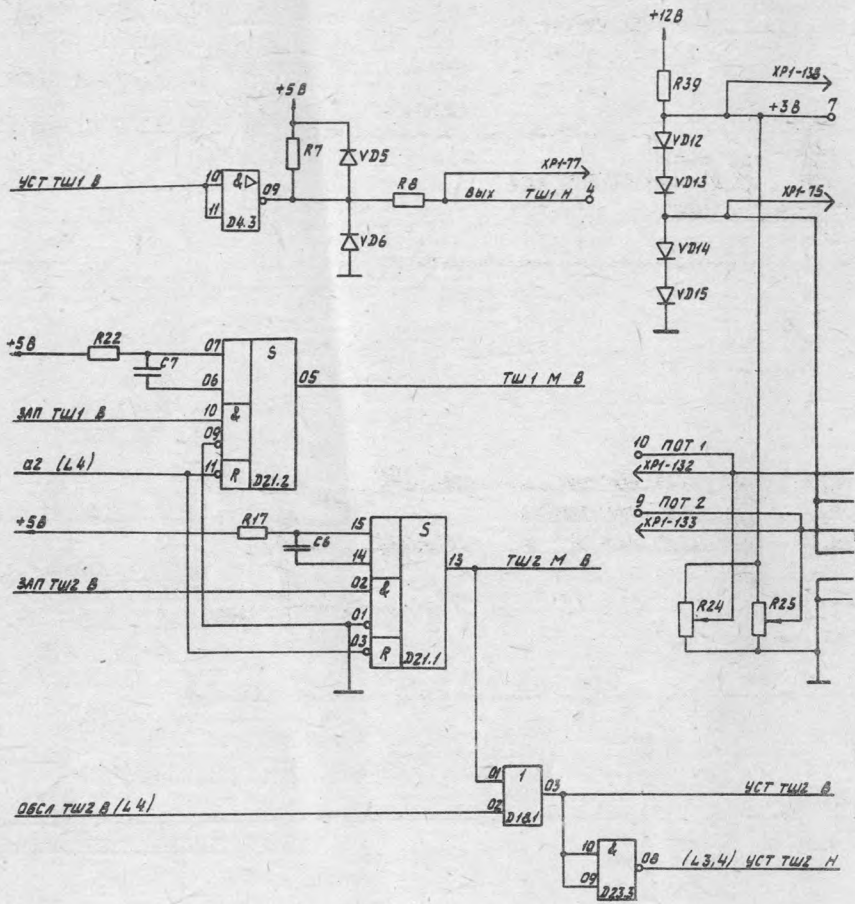 +12В
R39
ХР1-138
+3В 7
VD12
VD13
ХР1-75
VD14
VD15
+5В
R7
VD5
УСТ ТШ1 В
10
11
&▷
09
D4.3
R8
ХР1-77
ВЫХ ТШ1 Н 4
VD6
+5В
R22
C7
07
06
S
05
ТШ1 М В
ЗАП ТШ1 В
10
&
09
а2 (L4)
11
R
D21.2
+5В
R17
C6
15
14
S
13
ТШ2 М В
ЗАП ТШ2 В
02
&
01
03
R
D21.1
10 ПОТ 1
ХР1-132
9 ПОТ 2
ХР1-133
R24
R25
01
1
03
УСТ ТШ2 В
ОБСЛ ТШ2 В (L4)
02
D18.1
10
&
08
(L3,4) УСТ ТШ2 Н
09
D23.3